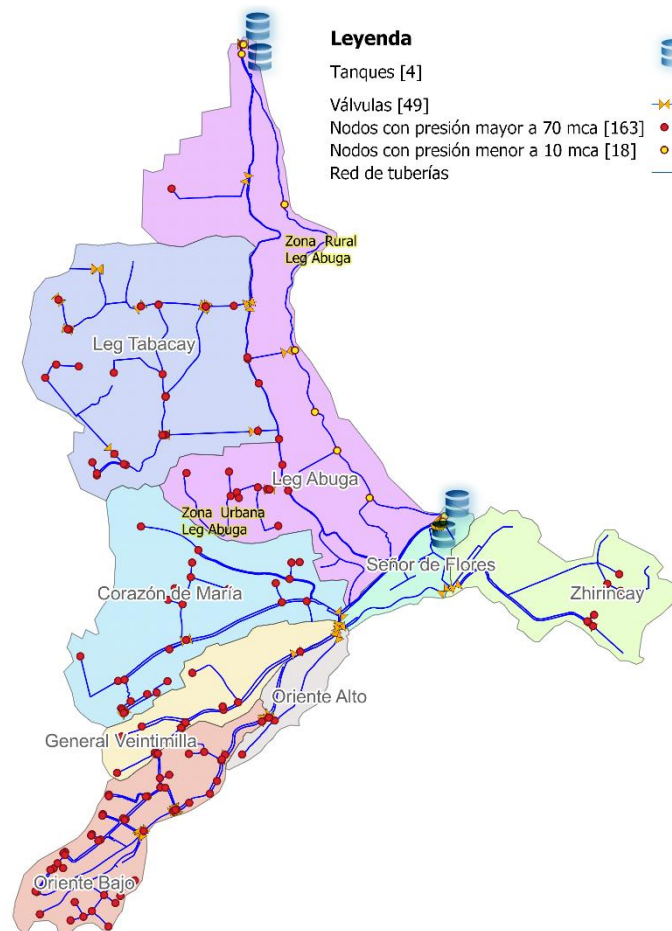 Leyenda
Tanques [4]
Válvulas [49]
Nodos con presión mayor a 70 mca [163]
Nodos con presión menor a 10 mca [18]
Red de tuberías
Zona Rural
Leg Abuga
Leg Tabacay
Leg Abuga
Zona Urbana
Leg Abuga
Señor de Flores
Corazón de María
Zhirincay
Oriente Alto
General Veintimilla
Oriente Bajo